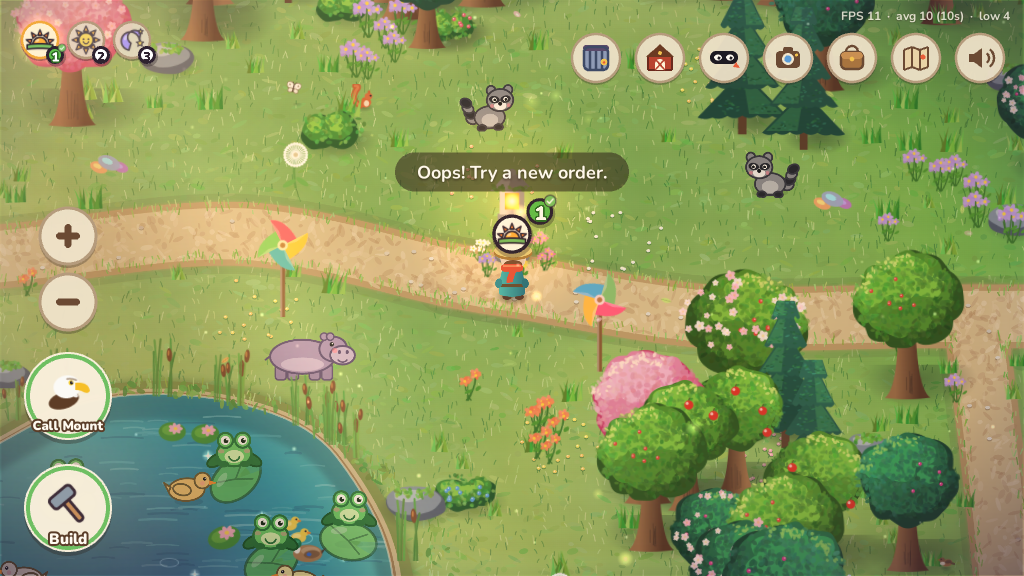 FPS 11 · avg 10 (10s) · low 4
1
2
3
Oops! Try a new order.
1
Call Mount
Build